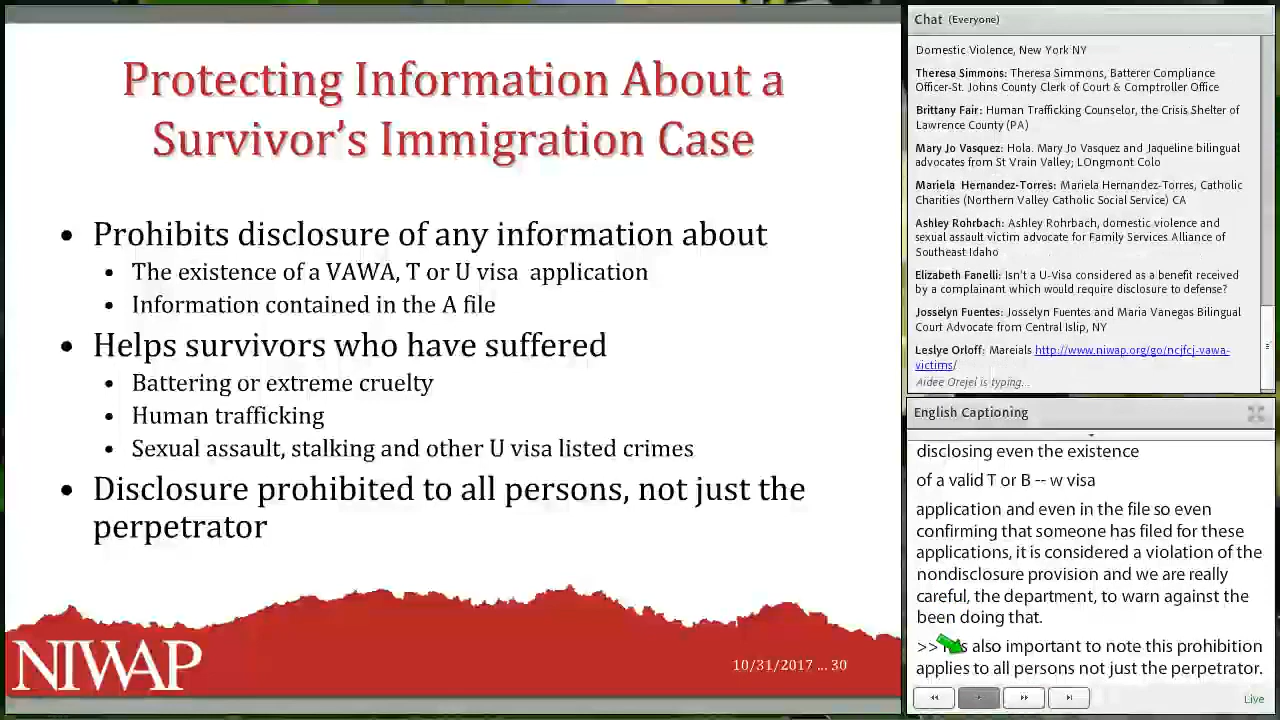 Protecting Information About a
Survivor's Immigration Case
• Prohibits disclosure of any information about
• The existence of a VAWA, T or U visa application
• Information contained in the A file
• Helps survivors who have suffered
• Battering or extreme cruelty
• Human trafficking
• Sexual assault, stalking and other U visa listed crimes
• Disclosure prohibited to all persons, not just the
perpetrator
NIWAP
10/31/2017 ... 30
Chat (Everyone)
Domestic Violence, New York NY
Theresa Simmons: Theresa Simmons, Batterer Compliance
Officer-St. Johns County Clerk of Court & Comptroller Office
Brittany Fair: Human Trafficking Counselor, the Crisis Shelter of
Lawrence County (PA)
Mary Jo Vasquez: Hola. Mary Jo Vasquez and Jaqueline bilingual
advocates from St Vrain Valley; LOngmont Colo
Mariela Hernandez-Torres: Mariela Hernandez-Torres, Catholic
Charities (Northern Valley Catholic Social Service) CA
Ashley Rohrbach: Ashley Rohrbach, domestic violence and
sexual assault victim advocate for Family Services Alliance of
Southeast Idaho
Elizabeth Fanelli: Isn't a U-Visa considered as a benefit received
by a complainant which would require disclosure to defense?
Josselyn Fuentes: Josselyn Fuentes and Maria Vanegas Bilingual
Court Advocate from Central Islip, NY
Leslye Orloff: Mareials http://www.niwap.org/go/ncjfcj-vawa-
victims/
Aidee Orejel is typing...
English Captioning
disclosing even the existence
of a valid T or B -- w visa
application and even in the file so even
confirming that someone has filed for these
applications, it is considered a violation of the
nondisclosure provision and we are really
careful, the department, to warn against the
been doing that.
>> also important to note this prohibition
applies to all persons not just the perpetrator.
Live